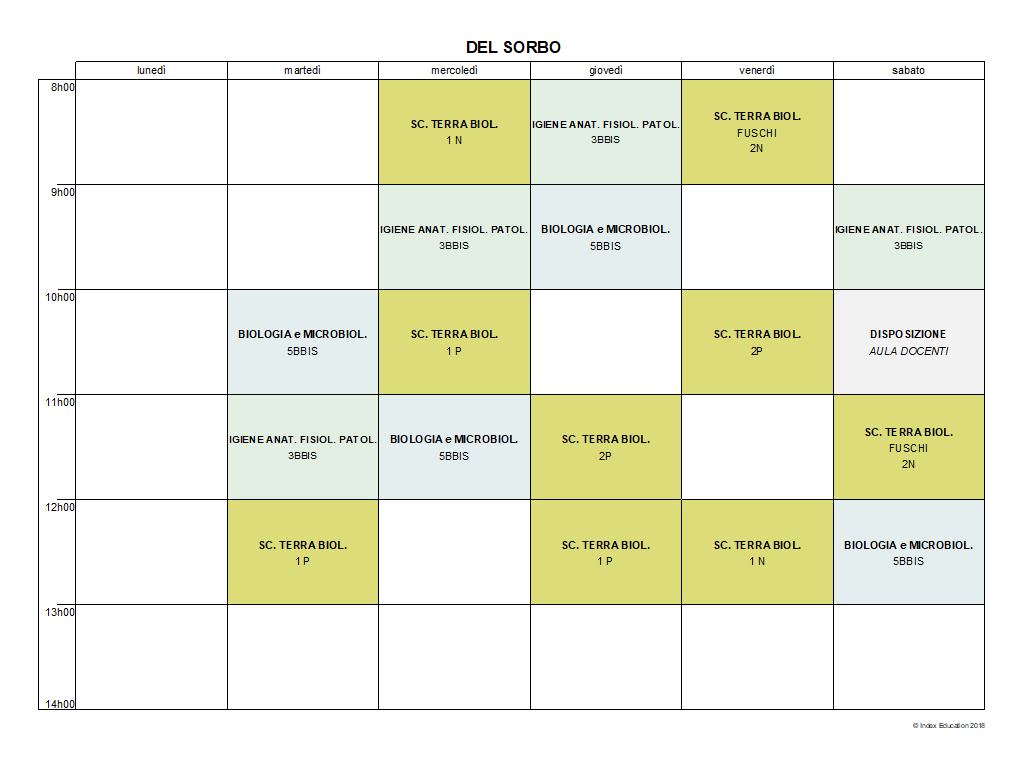 DEL SORBO
lunedì martedì mercoledì giovedì venerdì sabato
8h00
SC. TERRA BIOL.
1 N
IGIENE ANAT. FISIOL. PATOL.
3BBIS
SC. TERRA BIOL.
FUSCHI
2N
9h00
IGIENE ANAT. FISIOL. PATOL.
3BBIS
BIOLOGIA e MICROBIOL.
5BBIS
IGIENE ANAT. FISIOL. PATOL.
3BBIS
10h00
BIOLOGIA e MICROBIOL.
5BBIS
SC. TERRA BIOL.
1 P
SC. TERRA BIOL.
2P
DISPOSIZIONE
AULA DOCENTI
11h00
IGIENE ANAT. FISIOL. PATOL.
3BBIS
BIOLOGIA e MICROBIOL.
5BBIS
SC. TERRA BIOL.
2P
SC. TERRA BIOL.
FUSCHI
2N
12h00
SC. TERRA BIOL.
1 P
SC. TERRA BIOL.
1 P
SC. TERRA BIOL.
1 N
BIOLOGIA e MICROBIOL.
5BBIS
13h00
14h00
© Index Education 2018